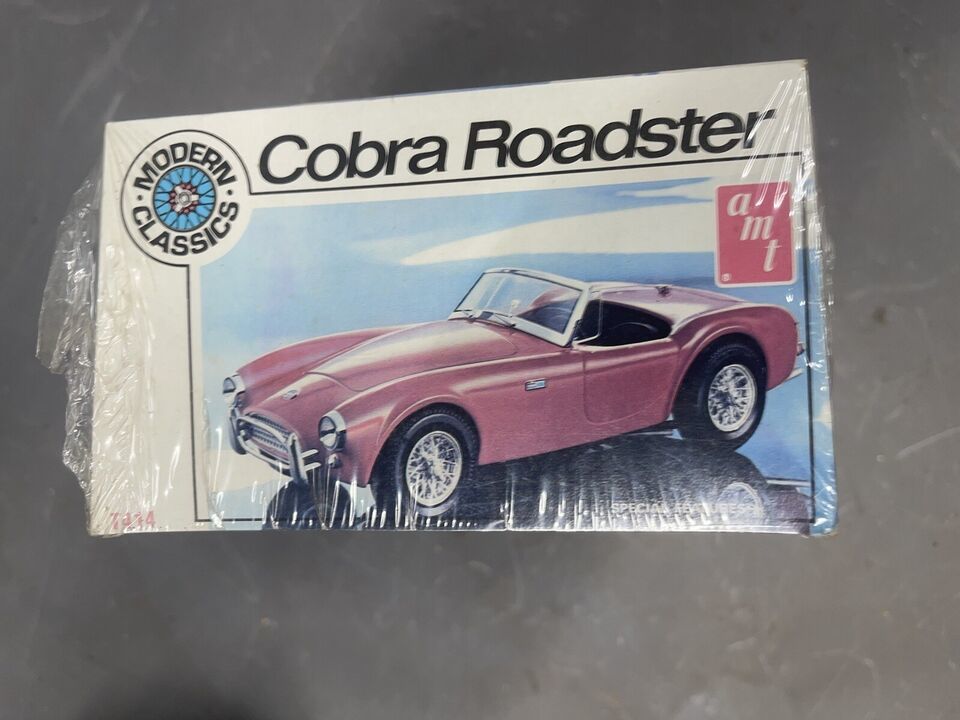 MODERN
CLASSICS
Cobra Roadster
amt
®